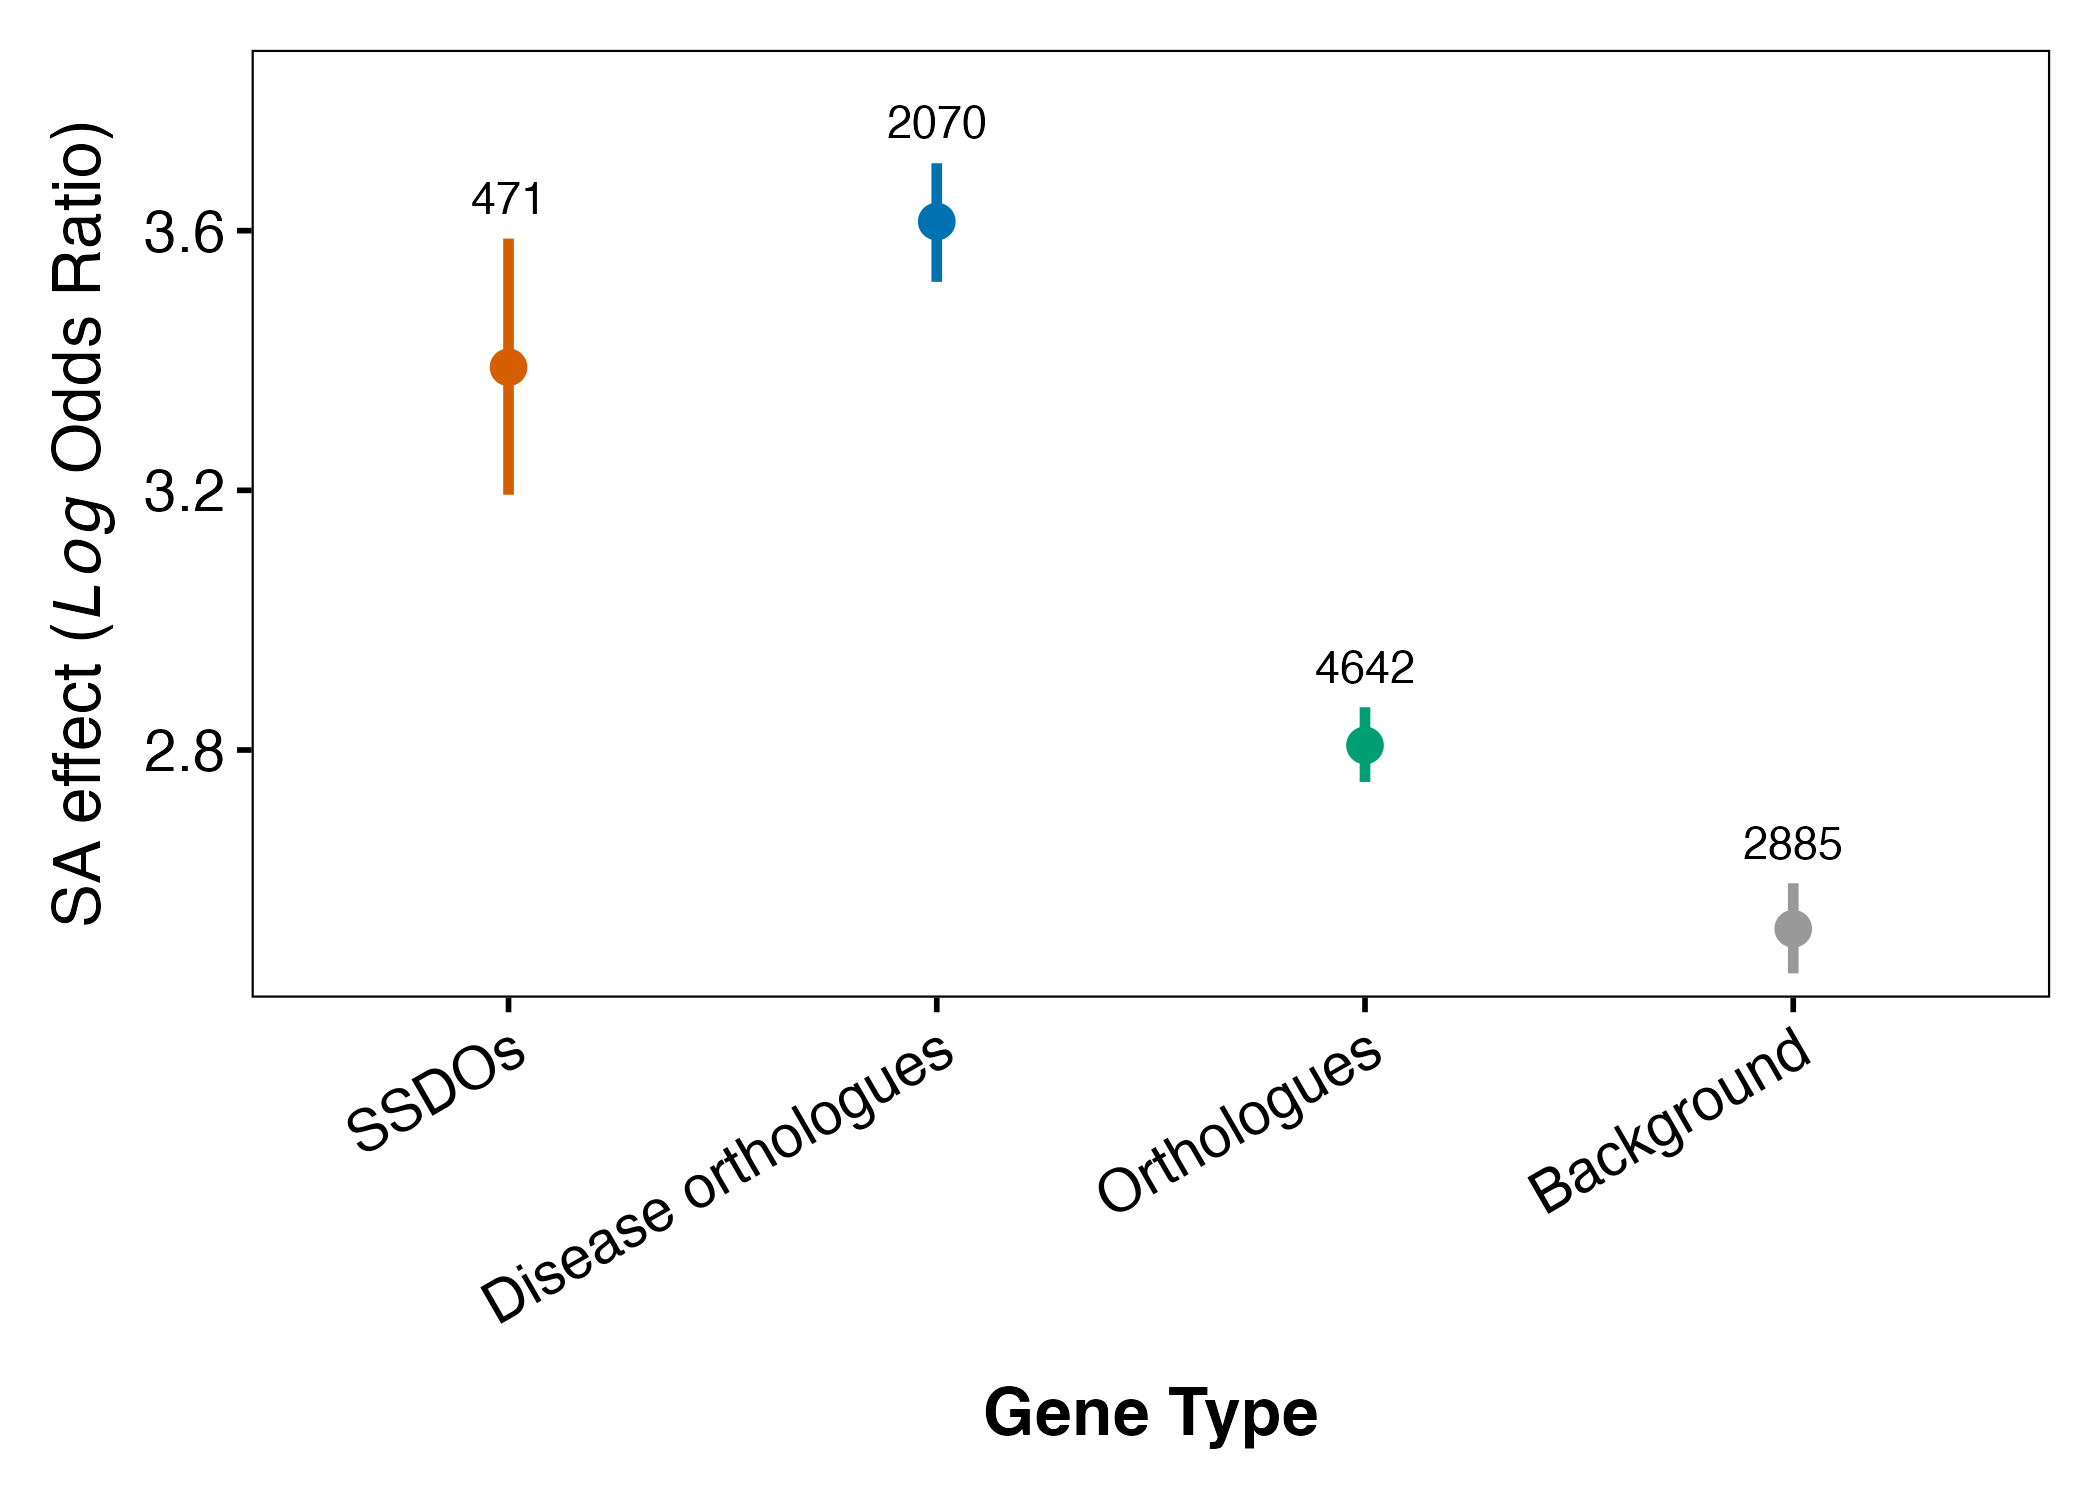 SA effect (Log Odds Ratio)
3.6
3.2
2.8
471
2070
4642
2885
SSDOs
Disease orthologues
Orthologues
Background
Gene Type